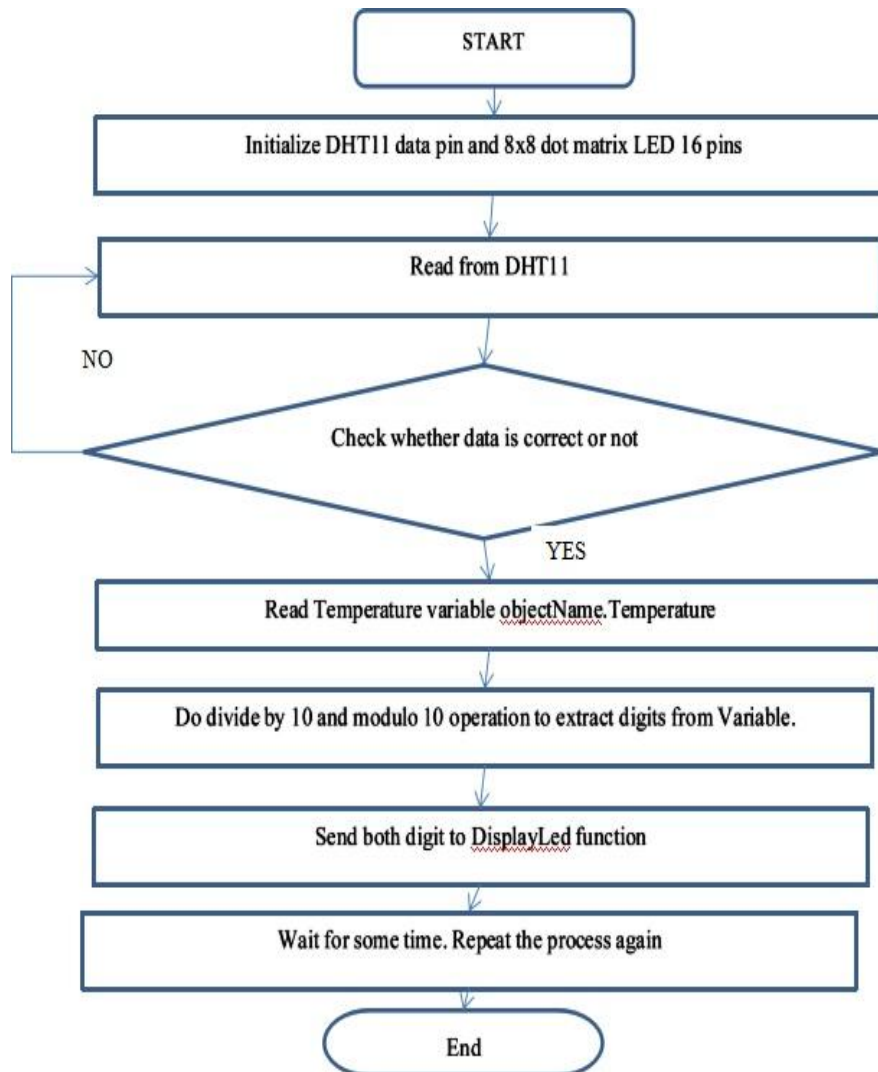 START
Initialize DHT11 data pin and 8x8 dot matrix LED 16 pins
Read from DHT11
NO
Check whether data is correct or not
YES
Read Temperature variable objectName.Temperature
Do divide by 10 and modulo 10 operation to extract digits from Variable.
Send both digit to DisplayLed function
Wait for some time. Repeat the process again
End